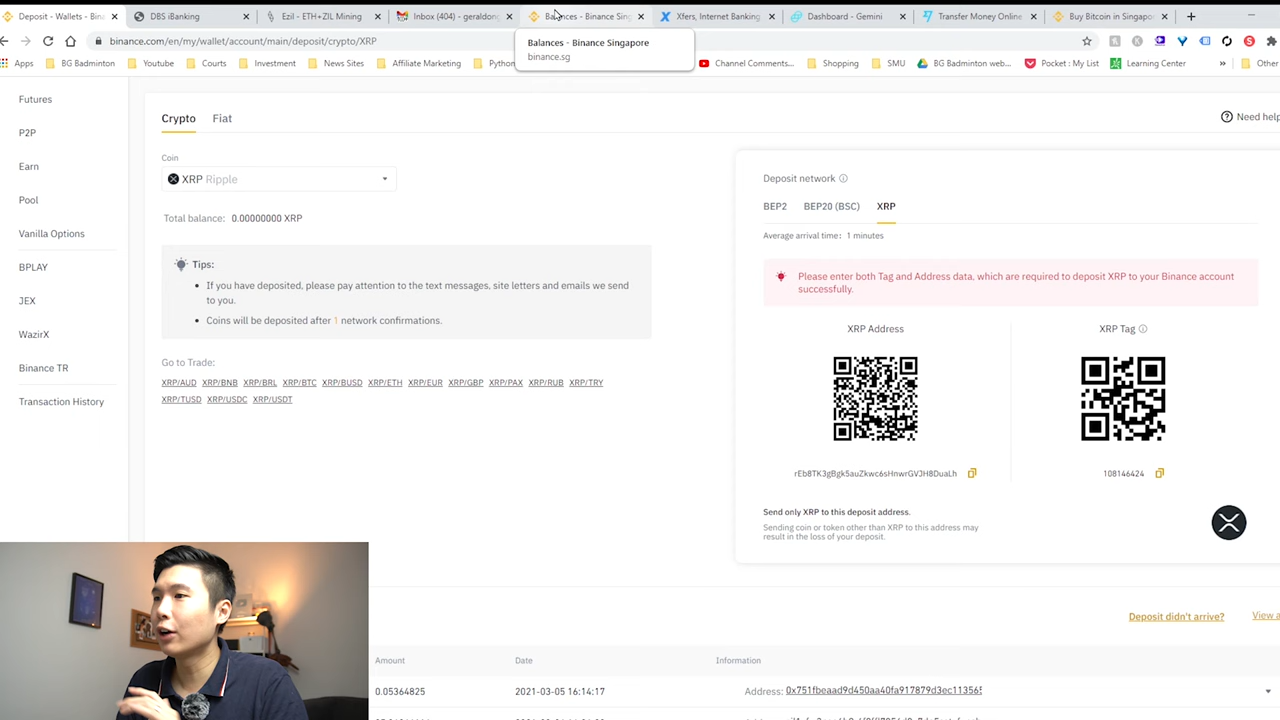 Deposit - Wallets - Bin
DBS iBanking
Ezil - ETH+ZIL Mining
Inbox (404) - geraldong
Balances - Binance Sing
Xfers, Internet Banking
Dashboard - Gemini
Transfer Money Online
Buy Bitcoin in Singapo
binance.com/en/my/wallet/account/main/deposit/crypto/XRP
Balances - Binance Singapore
binance.sg
Apps
BG Badminton
Youtube
Courts
Investment
News Sites
Affiliate Marketing
Python
Channel Comments...
Shopping
SMU
BG Badminton web...
Pocket : My List
Learning Center
»
Other
Futures
P2P
Earn
Pool
Vanilla Options
BPLAY
JEX
WazirX
Binance TR
Transaction History
Crypto
Fiat
Need help
Coin
XRP Ripple
Total balance: 0.00000000 XRP
Tips:
• If you have deposited, please pay attention to the text messages, site letters and emails we send
to you.
• Coins will be deposited after 1 network confirmations.
Go to Trade:
XRP/AUD XRP/BNB XRP/BRL XRP/BTC XRP/BUSD XRP/ETH XRP/EUR XRP/GBP XRP/PAX XRP/RUB XRP/TRY
XRP/TUSD XRP/USDC XRP/USDT
Deposit network
BEP2 BEP20 (BSC) XRP
Average arrival time: 1 minutes
Please enter both Tag and Address data, which are required to deposit XRP to your Binance account
successfully.
XRP Address
XRP Tag
rEb8TK3gBgk5auZkwc6sHnwrGVJH8DuaLh
108146424
Send only XRP to this deposit address.
Sending coin or token other than XRP to this address may
result in the loss of your deposit.
Deposit didn't arrive?
View a
Amount
Date
Information
0.05364825
2021-03-05 16:14:17
Address: 0x751fbeaad9d450aa40fa917879d3ec11356f